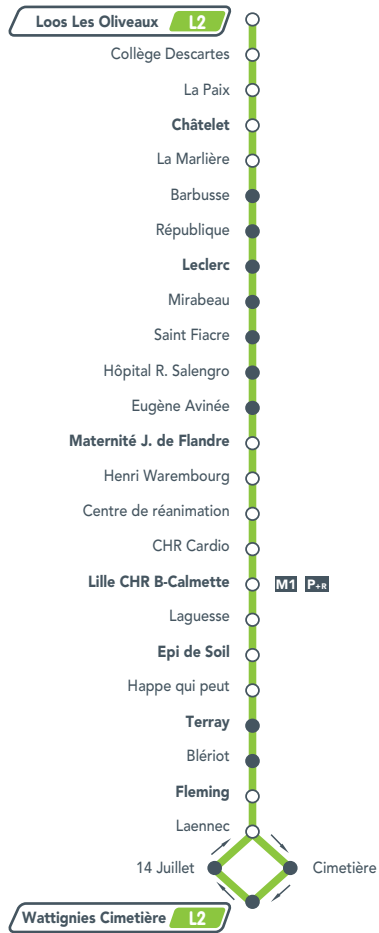 Loos Les Oliveaux L2
Collège Descartes
La Paix
Châtelet
La Marlière
Barbusse
République
Leclerc
Mirabeau
Saint Fiacre
Hôpital R. Salengro
Eugène Avinée
Maternité J. de Flandre
Henri Warembourg
Centre de réanimation
CHR Cardio
Lille CHR B-Calmette M1 P+R
Laguesse
Epi de Soil
Happe qui peut
Terray
Blériot
Fleming
Laennec
14 Juillet Cimetière
Wattignies Cimetière L2